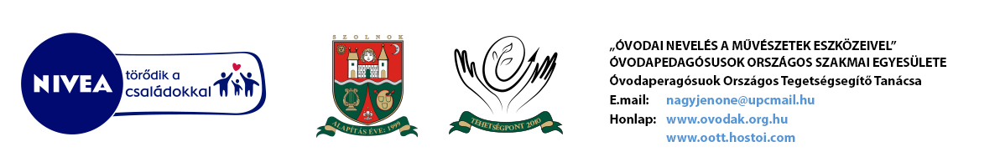 NIVEA
törődik a
családokkal
SZOLNOK
ALAPÍTÁS ÉVE: 1999
TEHETSÉGPONT 2010
„ÓVODAI NEVELÉS A MŰVÉSZETEK ESZKÖZEIVEL”
ÓVODAPEDAGÓSUSOK ORSZÁGOS SZAKMAI EGYESÜLETE
Óvodaperagósuok Országos Tegetségsegítő Tanácsa
E.mail: nagyjenone@upcmail.hu
Honlap: www.ovodak.org.hu
www.oott.hostoi.com